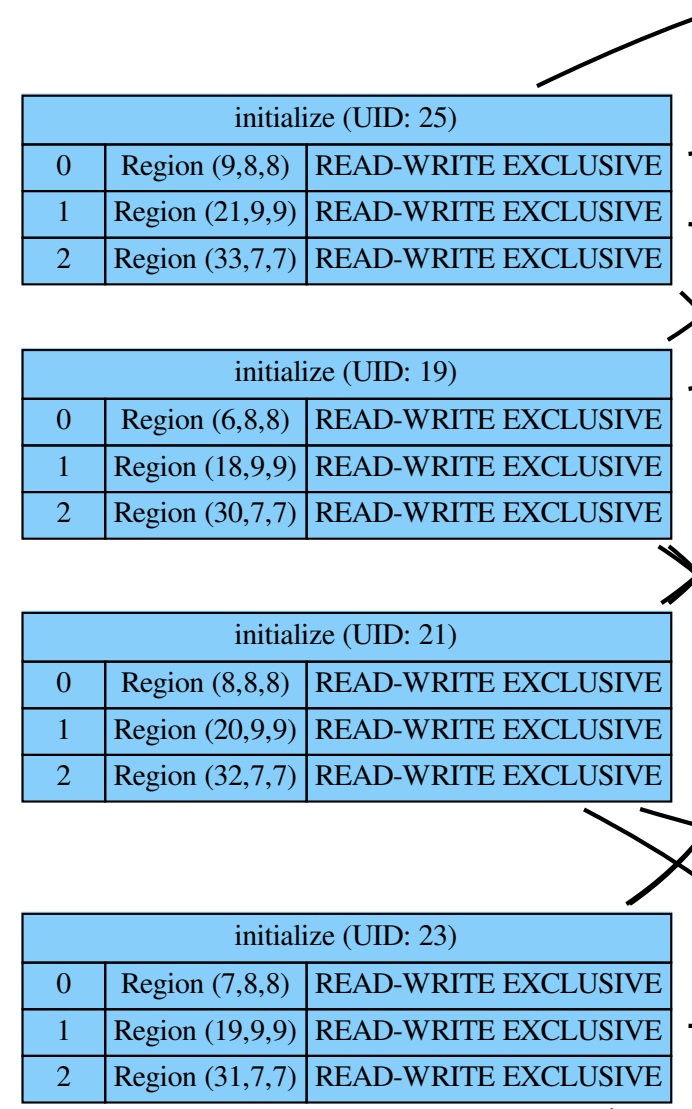 initialize (UID: 25)
0 Region (9,8,8) READ-WRITE EXCLUSIVE
1 Region (21,9,9) READ-WRITE EXCLUSIVE
2 Region (33,7,7) READ-WRITE EXCLUSIVE
initialize (UID: 19)
0 Region (6,8,8) READ-WRITE EXCLUSIVE
1 Region (18,9,9) READ-WRITE EXCLUSIVE
2 Region (30,7,7) READ-WRITE EXCLUSIVE
initialize (UID: 21)
0 Region (8,8,8) READ-WRITE EXCLUSIVE
1 Region (20,9,9) READ-WRITE EXCLUSIVE
2 Region (32,7,7) READ-WRITE EXCLUSIVE
initialize (UID: 23)
0 Region (7,8,8) READ-WRITE EXCLUSIVE
1 Region (19,9,9) READ-WRITE EXCLUSIVE
2 Region (31,7,7) READ-WRITE EXCLUSIVE